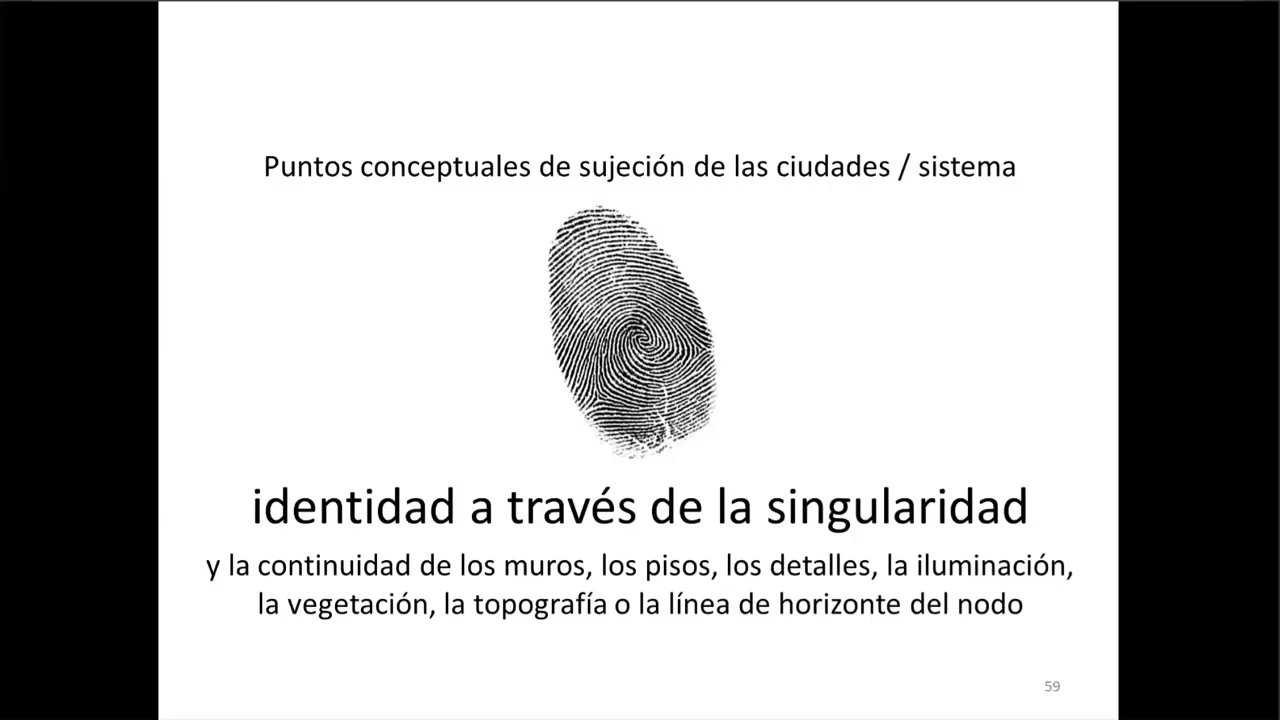 Puntos conceptuales de sujeción de las ciudades / sistema
identidad a través de la singularidad
y la continuidad de los muros, los pisos, los detalles, la iluminación,
la vegetación, la topografía o la línea de horizonte del nodo
59